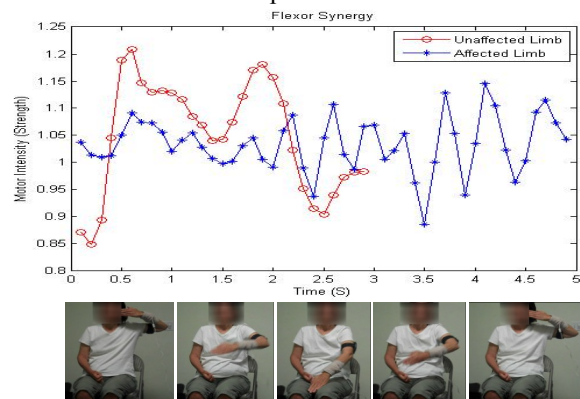 Flexor Synergy
Unaffected Limb
Affected Limb
Motor Intensity (Strength)
1.25
1.2
1.15
1.1
1.05
1
0.95
0.9
0.85
0.8
0 0.5 1 1.5 2 2.5 3 3.5 4 4.5 5
Time (S)